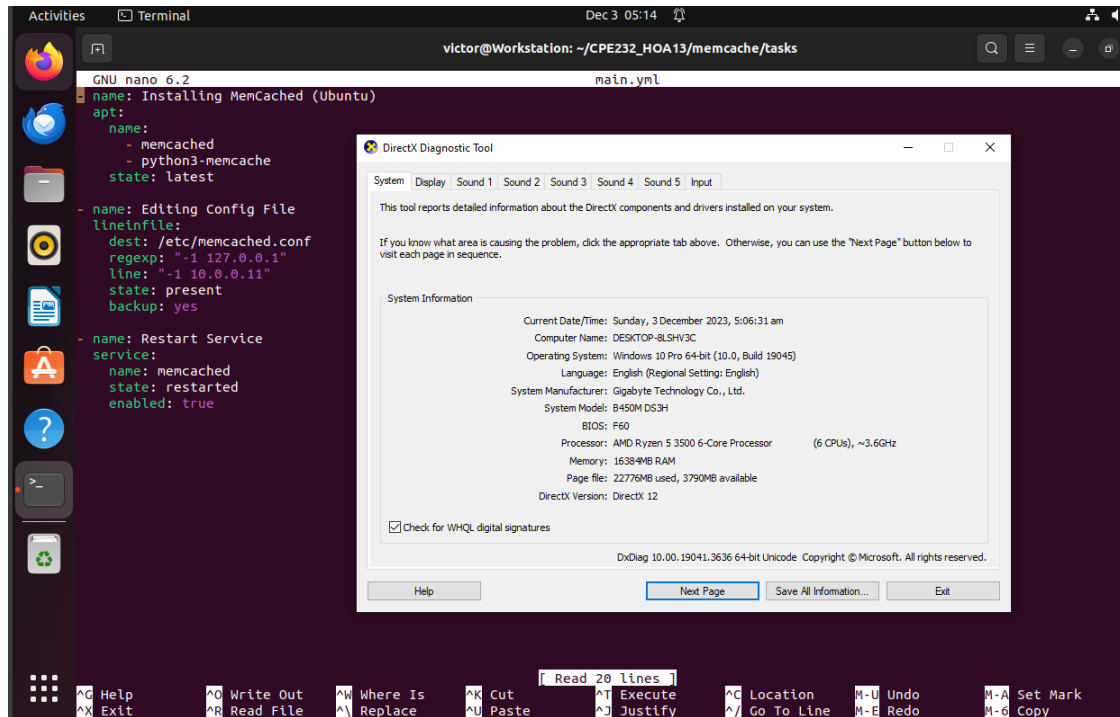 Activities Terminal Dec 3 05:14
victor@Workstation: ~/CPE232_HOA13/memcache/tasks
GNU nano 6.2 main.yml
- name: Installing MemCached (Ubuntu)
apt:
name:
- memcached
- python3-memcache
state: latest
- name: Editing Config File
lineinfile:
dest: /etc/memcached.conf
regexp: "-1 127.0.0.1"
line: "-1 10.0.0.11"
state: present
backup: yes
- name: Restart Service
service:
name: memcached
state: restarted
enabled: true
DirectX Diagnostic Tool
System Display Sound 1 Sound 2 Sound 3 Sound 4 Sound 5 Input
This tool reports detailed information about the DirectX components and drivers installed on your system.
If you know what area is causing the problem, click the appropriate tab above. Otherwise, you can use the "Next Page" button below to
visit each page in sequence.
System Information
Current Date/Time: Sunday, 3 December 2023, 5:06:31 am
Computer Name: DESKTOP-8LSHV3C
Operating System: Windows 10 Pro 64-bit (10.0, Build 19045)
Language: English (Regional Setting: English)
System Manufacturer: Gigabyte Technology Co., Ltd.
System Model: B450M DS3H
BIOS: F60
Processor: AMD Ryzen 5 3500 6-Core Processor (6 CPUs), ~3.6GHz
Memory: 16384MB RAM
Page file: 22776MB used, 3790MB available
DirectX Version: DirectX 12
Check for WHQL digital signatures
DxDiag 10.00.19041.3636 64-bit Unicode Copyright © Microsoft. All rights reserved.
Help Next Page Save All Information... Exit
[ Read 20 lines ]
^G Help ^O Write Out ^W Where Is ^K Cut ^T Execute ^C Location M-U Undo M-A Set Mark
^X Exit ^R Read File ^\ Replace ^U Paste ^J Justify ^/ Go To Line M-E Redo M-6 Copy